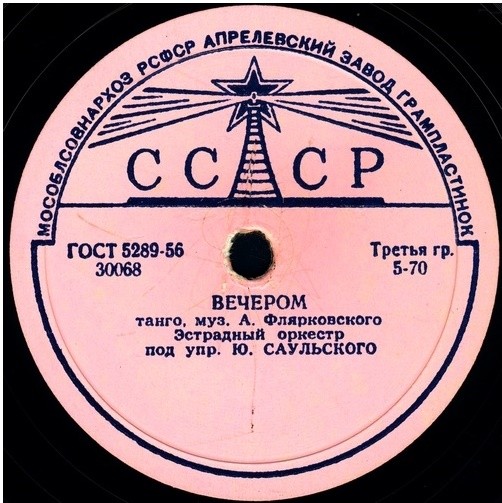 МОСОБЛСОВНАРХОЗ РСФСР АПРЕЛЕВСКИЙ ЗАВОД ГРАМПЛАСТИНОК
СССР
ГОСТ 5289-56
30068
Третья гр.
5-70
ВЕЧЕРОМ
танго, муз. А. Флярковского
Эстрадный оркестр
под упр. Ю. САУЛЬСКОГО